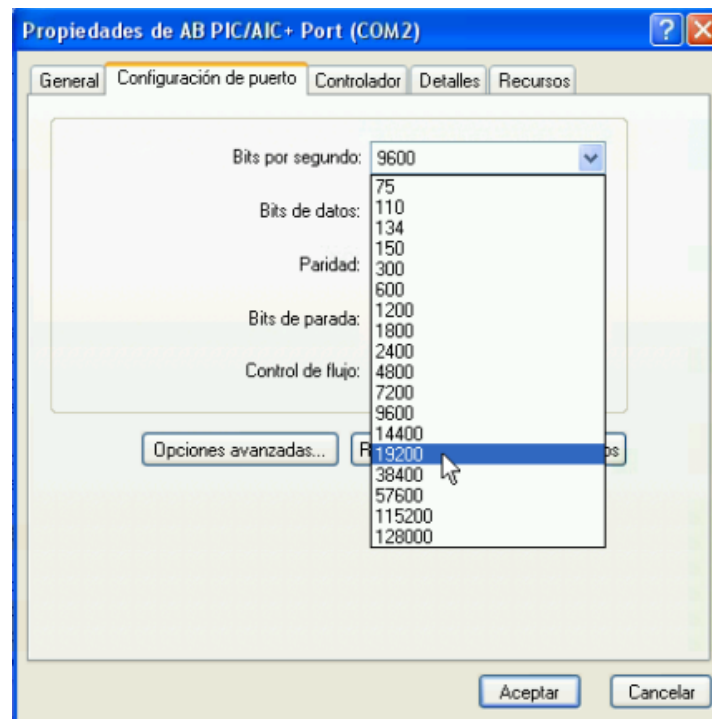 Propiedades de AB PIC/AIC+ Port (COM2)
General Configuración de puerto Controlador Detalles Recursos
Bits por segundo: 9600
75
Bits de datos: 110
134
150
Paridad: 300
600
Bits de parada: 1200
1800
2400
Control de flujo: 4800
7200
9600
14400
Opciones avanzadas... 19200
38400
57600
115200
128000
Aceptar Cancelar